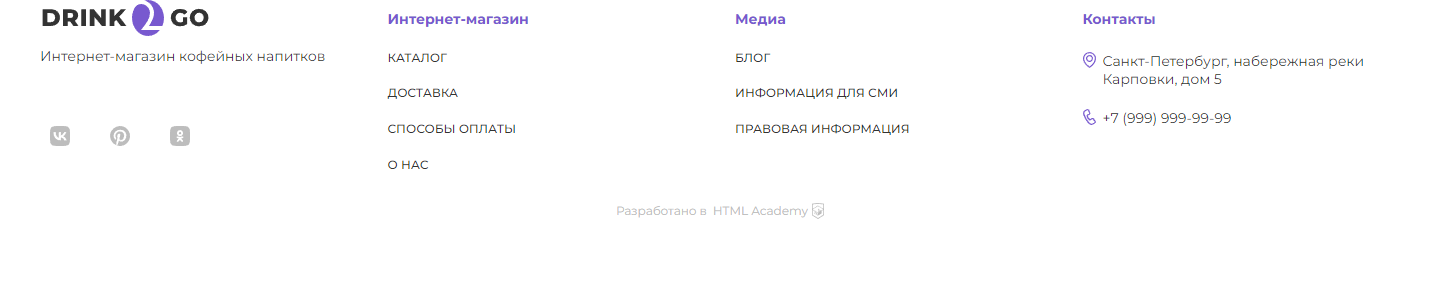 DRINK 2 GO
Интернет-магазин кофейных напитков
Интернет-магазин
КАТАЛОГ
ДОСТАВКА
СПОСОБЫ ОПЛАТЫ
О НАС
Медиа
БЛОГ
ИНФОРМАЦИЯ ДЛЯ СМИ
ПРАВОВАЯ ИНФОРМАЦИЯ
Контакты
Санкт-Петербург, набережная реки
Карповки, дом 5
+7 (999) 999-99-99
Разработано в HTML Academy